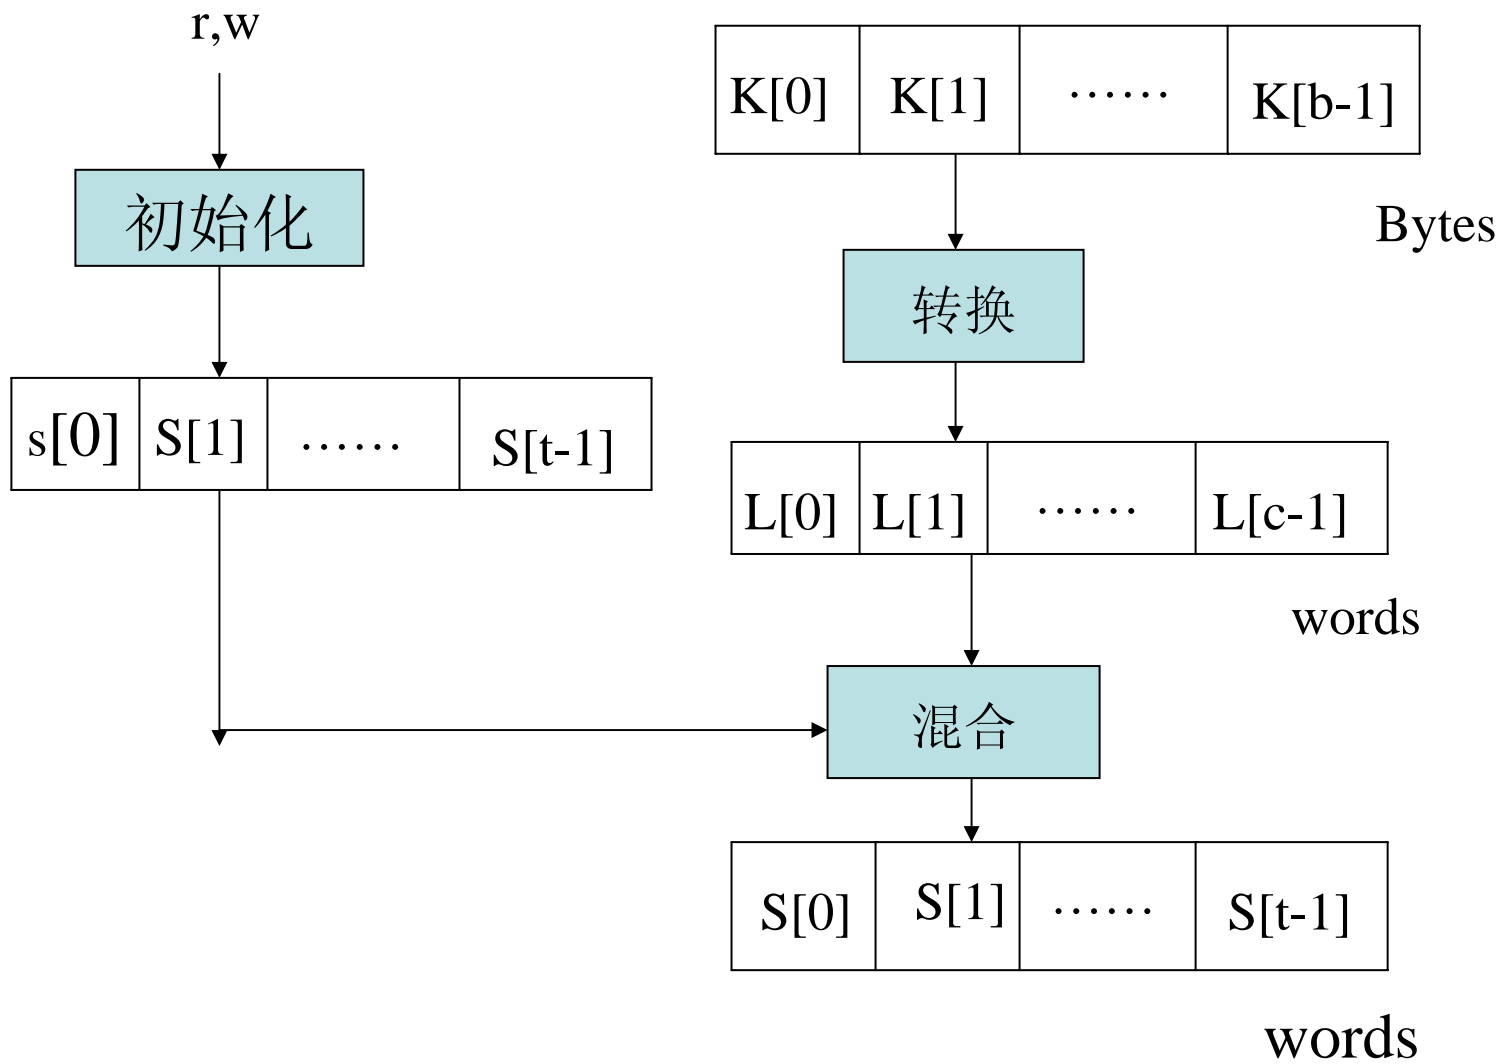 r,w
K[0] K[1] ⋯⋯ K[b-1]
Bytes
初始化
转换
s[0] S[1] ⋯⋯ S[t-1]
L[0] L[1] ⋯⋯ L[c-1]
words
混合
S[0] S[1] ⋯⋯ S[t-1]
words